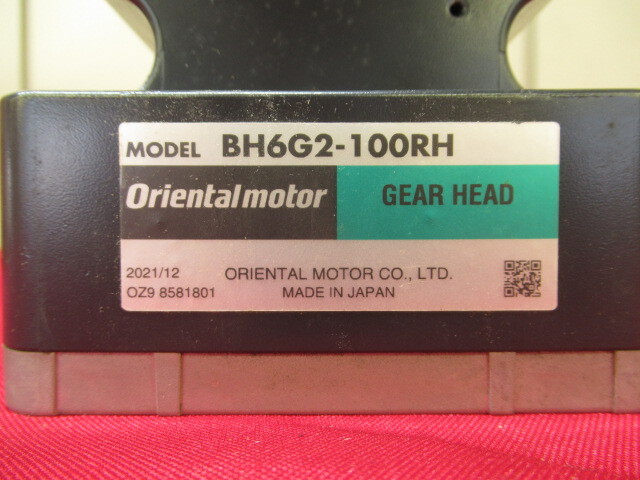 MODEL BH6G2-100RH
Orientalmotor GEAR HEAD
2021/12 ORIENTAL MOTOR CO., LTD.
OZ9 8581801 MADE IN JAPAN